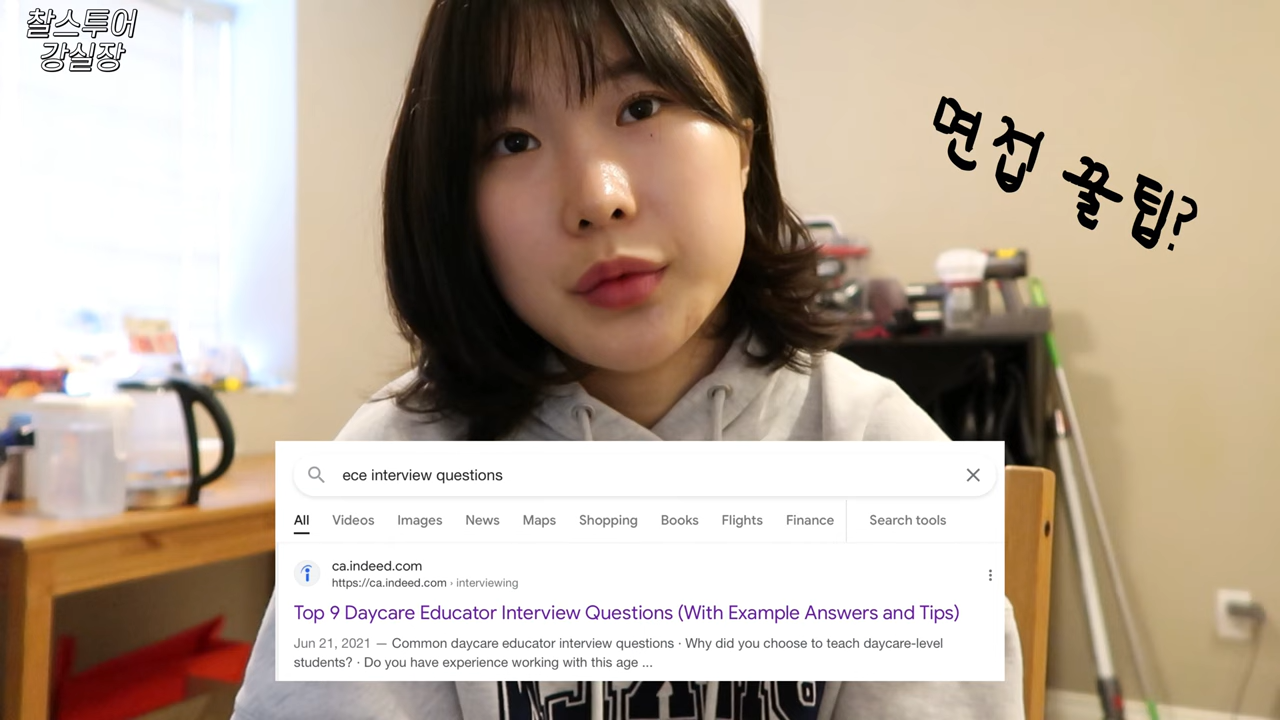 찰스투어
강실장
면접 꿀팁?
ece interview questions
All Videos Images News Maps Shopping Books Flights Finance Search tools
ca.indeed.com
https://ca.indeed.com › interviewing
Top 9 Daycare Educator Interview Questions (With Example Answers and Tips)
Jun 21, 2021 — Common daycare educator interview questions · Why did you choose to teach daycare-level
students? · Do you have experience working with this age ...